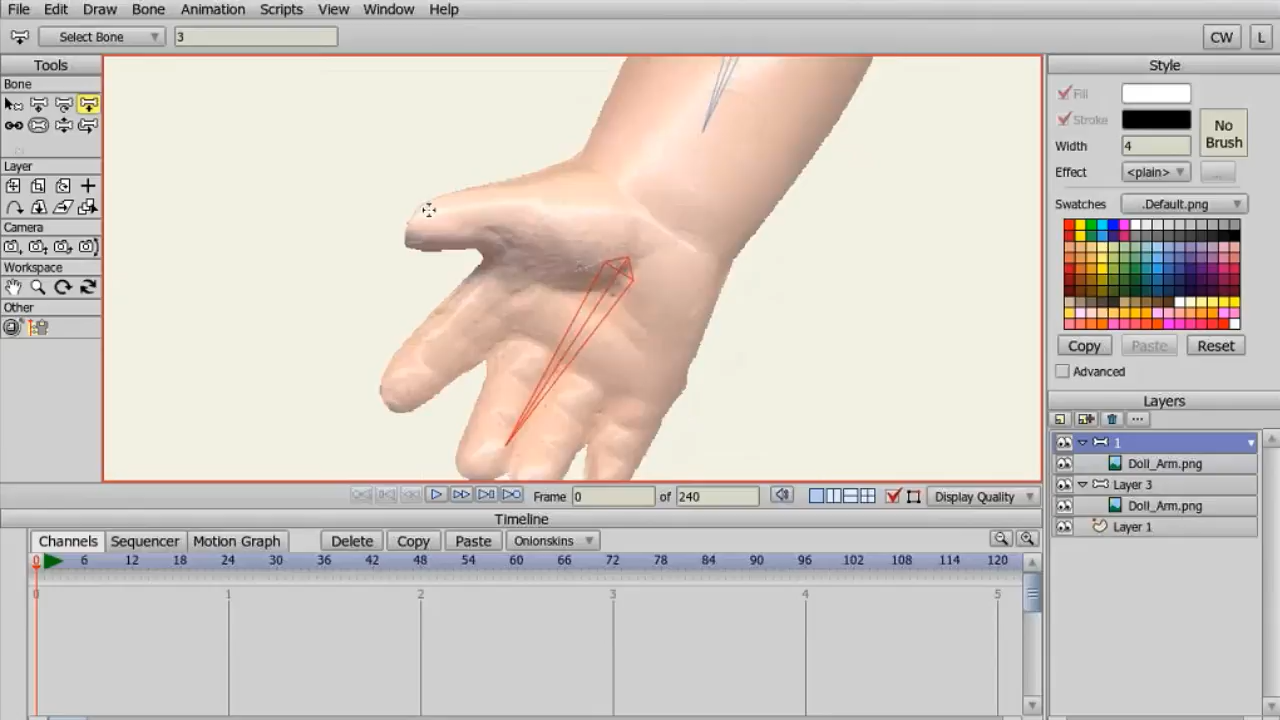 File Edit Draw Bone Animation Scripts View Window Help
Select Bone 3 CW L
Tools
Bone
Layer
Camera
Workspace
Other
Style
Fill
Stroke
No Brush
Width 4
Effect <plain> ...
Swatches .Default.png
Copy Paste Reset
Advanced
Layers
1
Doll_Arm.png
Layer 3
Doll_Arm.png
Layer 1
Frame 0 of 240 Display Quality
Timeline
Channels Sequencer Motion Graph Delete Copy Paste Onionskins
0 6 12 18 24 30 36 42 48 54 60 66 72 78 84 90 96 102 108 114 120
0 1 2 3 4 5